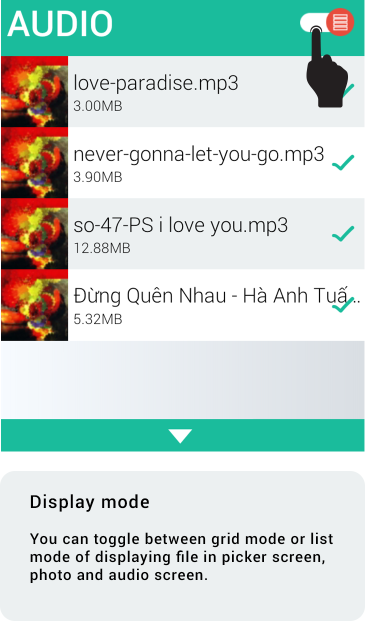 AUDIO
love-paradise.mp3
3.00MB
never-gonna-let-you-go.mp3
3.90MB
so-47-PS i love you.mp3
12.88MB
Đừng Quên Nhau - Hà Anh Tuấ...
5.32MB
Display mode
You can toggle between grid mode or list
mode of displaying file in picker screen,
photo and audio screen.